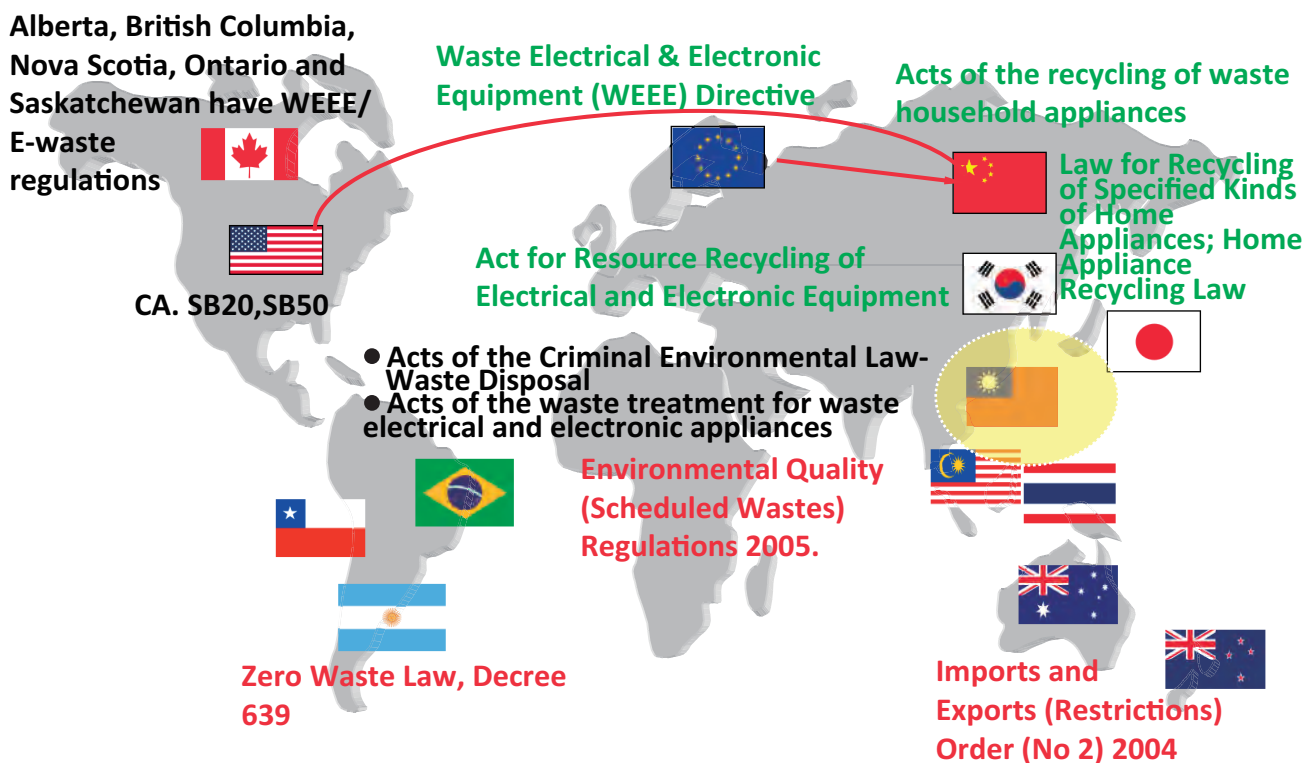 Alberta, British Columbia,
Nova Scotia, Ontario and
Saskatchewan have WEEE/
E-waste
regulations
Waste Electrical & Electronic
Equipment (WEEE) Directive
Acts of the recycling of waste
household appliances
Law for Recycling
of Specified Kinds
of Home
Appliances; Home
Appliance
Recycling Law
CA. SB20,SB50
Act for Resource Recycling of
Electrical and Electronic Equipment
● Acts of the Criminal Environmental Law-
Waste Disposal
● Acts of the waste treatment for waste
electrical and electronic appliances
Environmental Quality
(Scheduled Wastes)
Regulations 2005.
Zero Waste Law, Decree
639
Imports and
Exports (Restrictions)
Order (No 2) 2004